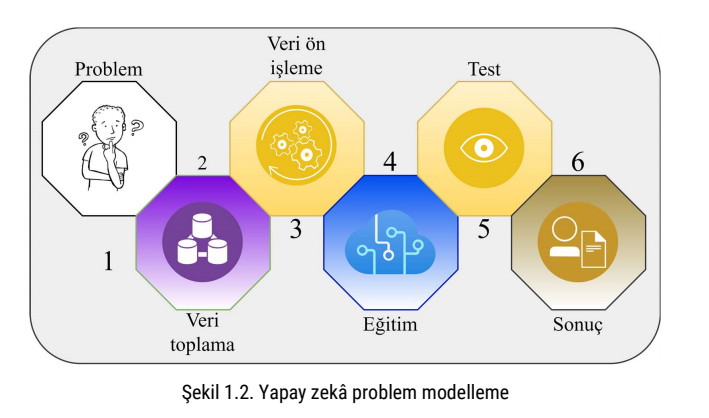 Problem
Veri ön
işleme
Test
2
4
6
1
3
5
Veri
toplama
Eğitim
Sonuç
?
?
Şekil 1.2. Yapay zekâ problem modelleme